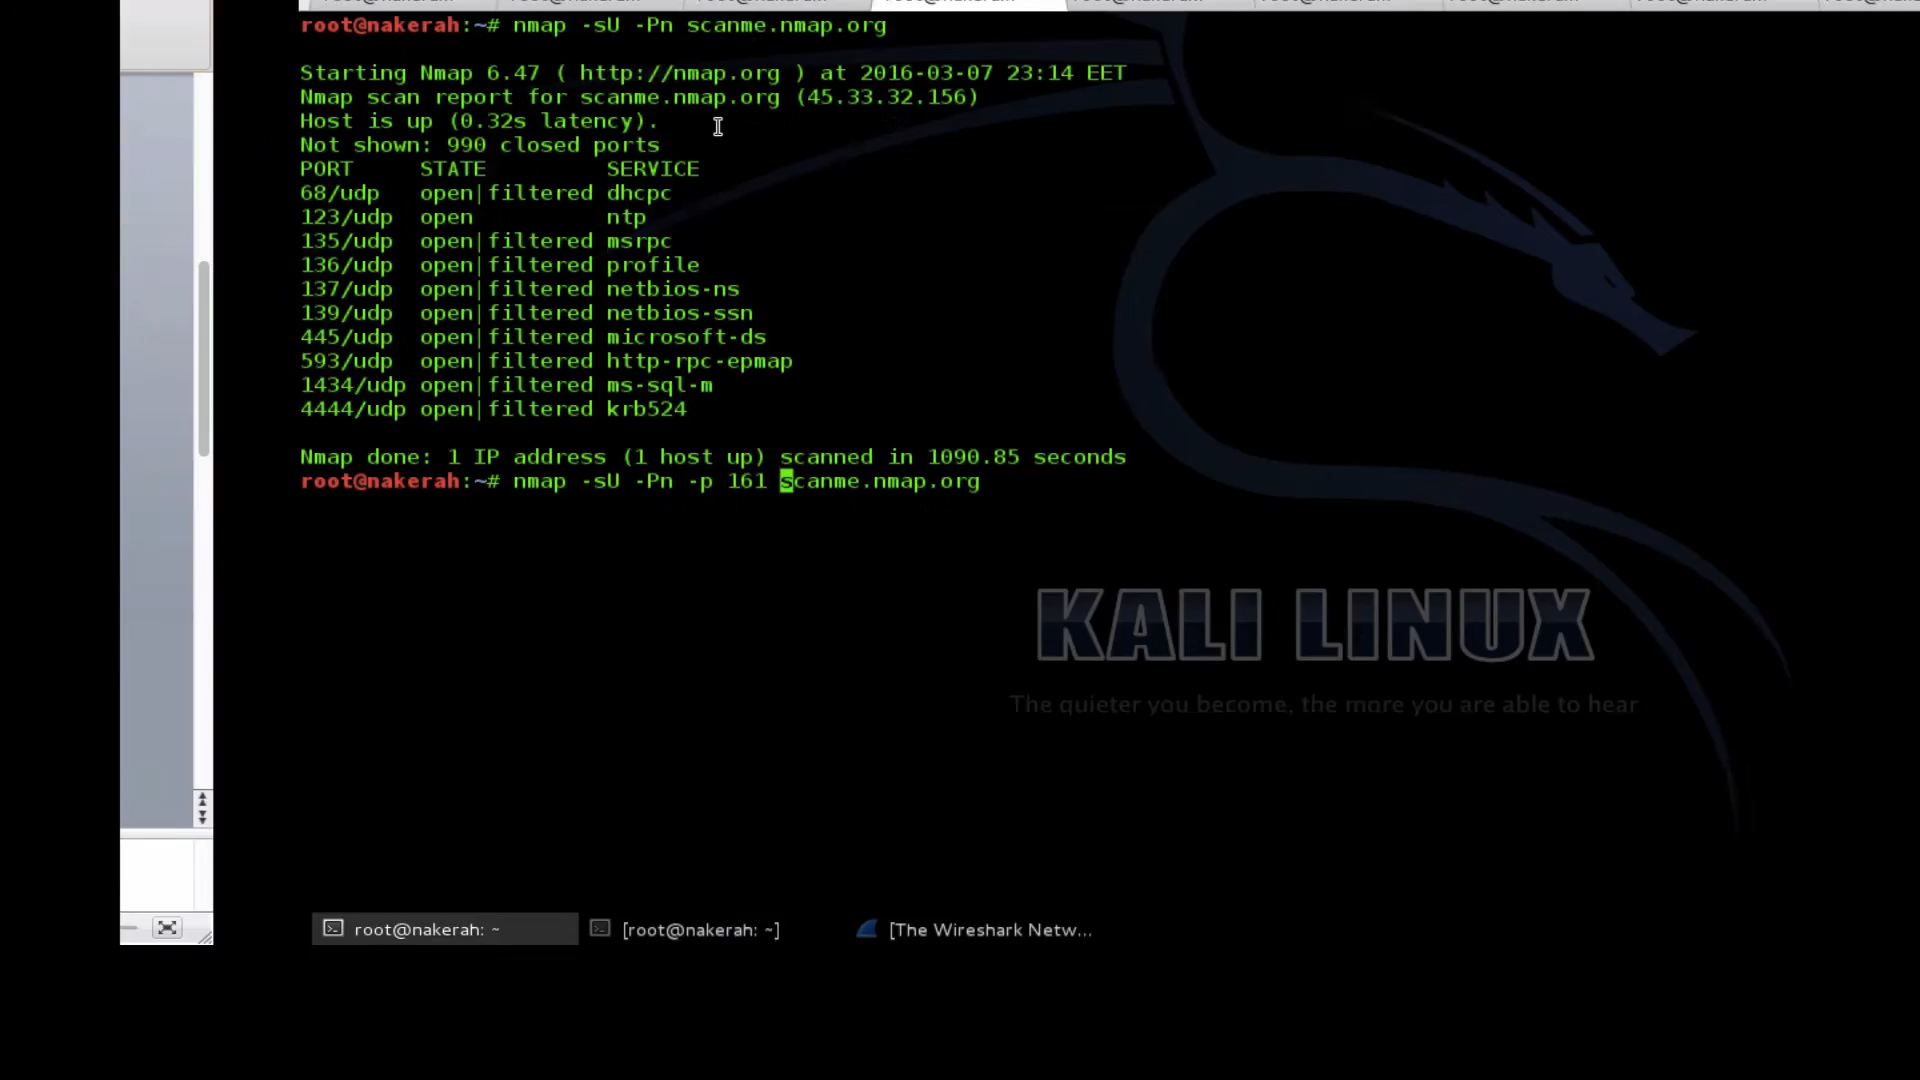 root@nakerah:~# nmap -sU -Pn scanme.nmap.org
Starting Nmap 6.47 ( http://nmap.org ) at 2016-03-07 23:14 EET
Nmap scan report for scanme.nmap.org (45.33.32.156)
Host is up (0.32s latency).
Not shown: 990 closed ports
PORT     STATE         SERVICE
68/udp   open|filtered dhcpc
123/udp  open          ntp
135/udp  open|filtered msrpc
136/udp  open|filtered profile
137/udp  open|filtered netbios-ns
139/udp  open|filtered netbios-ssn
445/udp  open|filtered microsoft-ds
593/udp  open|filtered http-rpc-epmap
1434/udp open|filtered ms-sql-m
4444/udp open|filtered krb524
Nmap done: 1 IP address (1 host up) scanned in 1090.85 seconds
root@nakerah:~# nmap -sU -Pn -p 161 scanme.nmap.org
KALI LINUX
The quieter you become, the more you are able to hear
root@nakerah: ~ [root@nakerah: ~] [The Wireshark Netw...